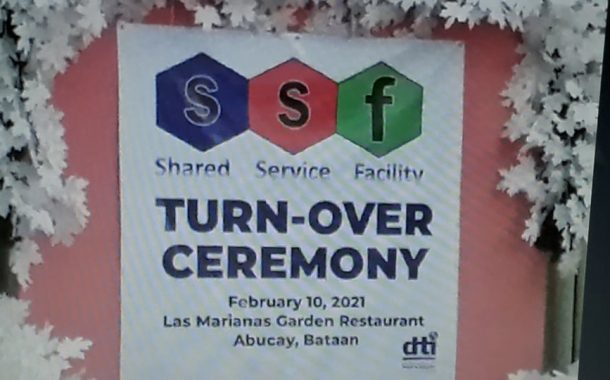 S S f
Shared Service Facility
TURN-OVER
CEREMONY
February 10, 2021
Las Marianas Garden Restaurant
Abucay, Bataan
dti